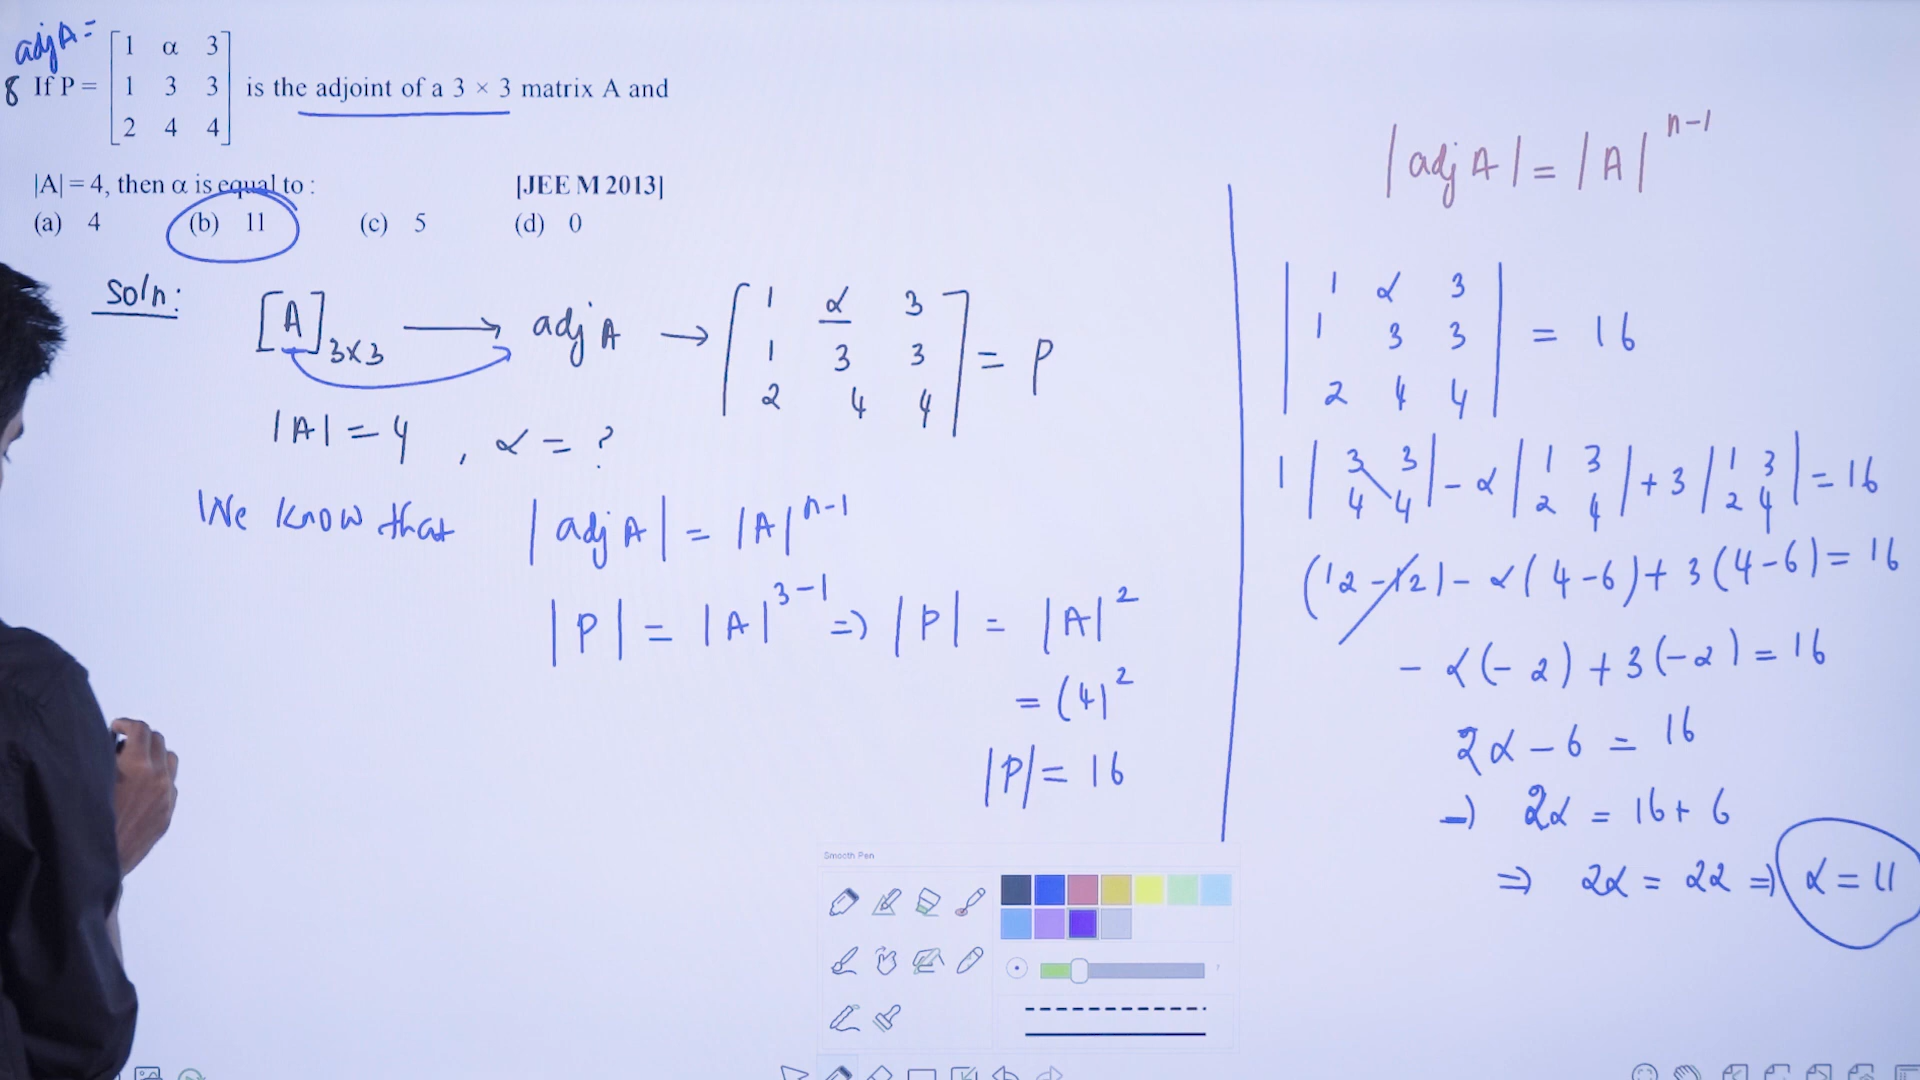 adjA =
8 If P = [1 α 3
1 3 3
2 4 4] is the adjoint of a 3 × 3 matrix A and
|A| = 4, then α is equal to : [JEE M 2013]
(a) 4 (b) 11 (c) 5 (d) 0
Soln:
[A]3×3 → adj A → [1 α 3
1 3 3
2 4 4] = P
|A| = 4 , α = ?
We know that |adj A| = |A|^n-1
|P| = |A|^3-1 ⇒ |P| = |A|^2
= (4)^2
|P| = 16
|adj A| = |A|^n-1
|1 α 3
1 3 3
2 4 4| = 16
1 |3 3
4 4| - α |1 3
2 4| + 3 |1 3
2 4| = 16
(12 - 12) - α(4 - 6) + 3(4 - 6) = 16
- α(-2) + 3(-2) = 16
2α - 6 = 16
⇒ 2α = 16 + 6
⇒ 2α = 22 ⇒ α = 11
Smooth Pen